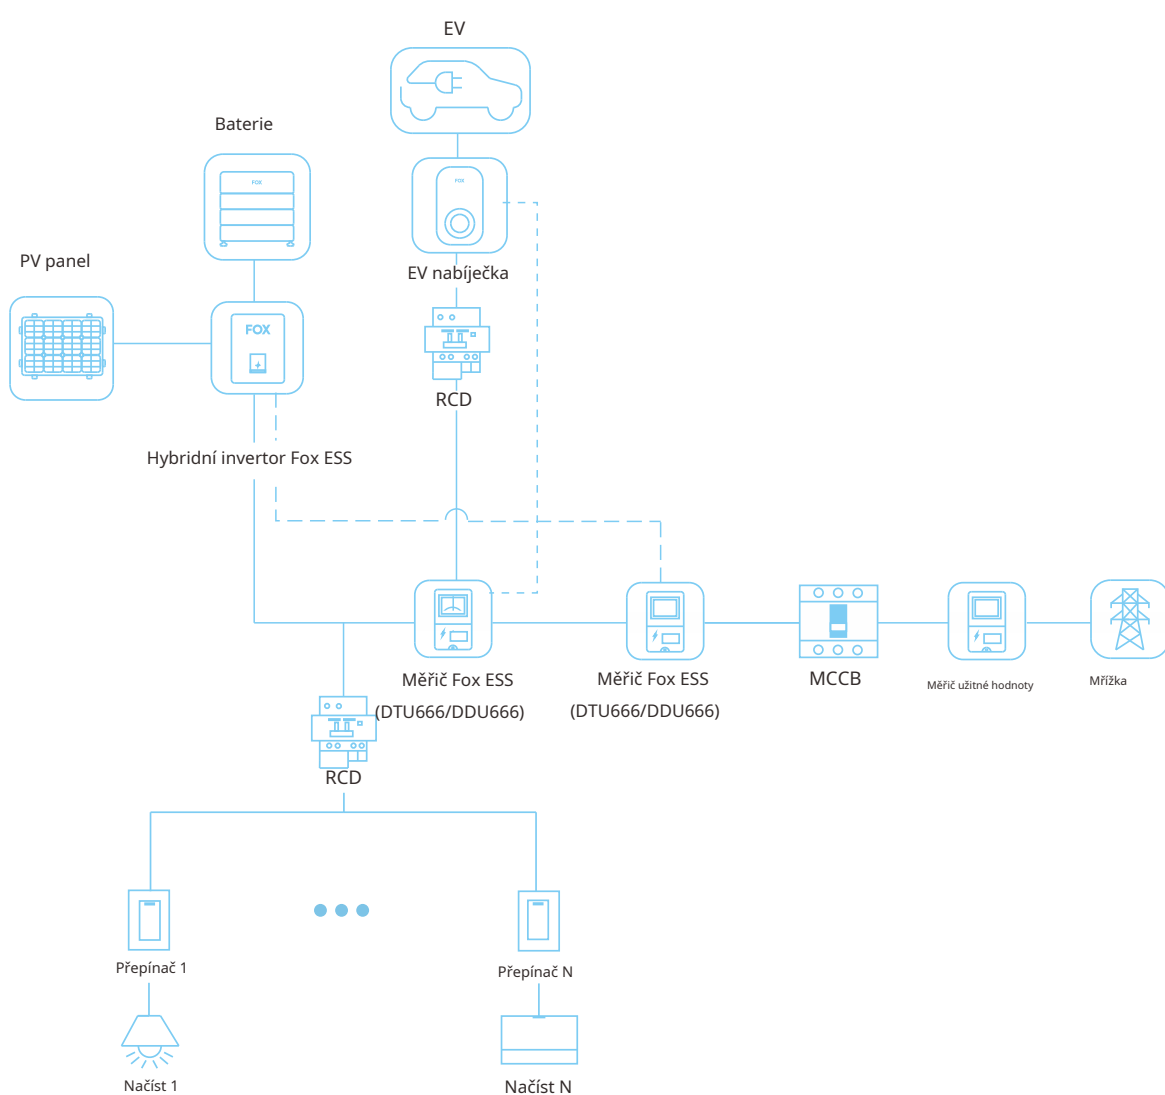 EV
Baterie
FOX
FOX
PV panel
EV nabíječka
FOX
RCD
Hybridní invertor Fox ESS
Měřič Fox ESS
(DTU666/DDU666)
Měřič Fox ESS
(DTU666/DDU666)
MCCB
Měřič užitné hodnoty
Mřížka
RCD
Přepínač 1
Přepínač N
Načíst 1
Načíst N